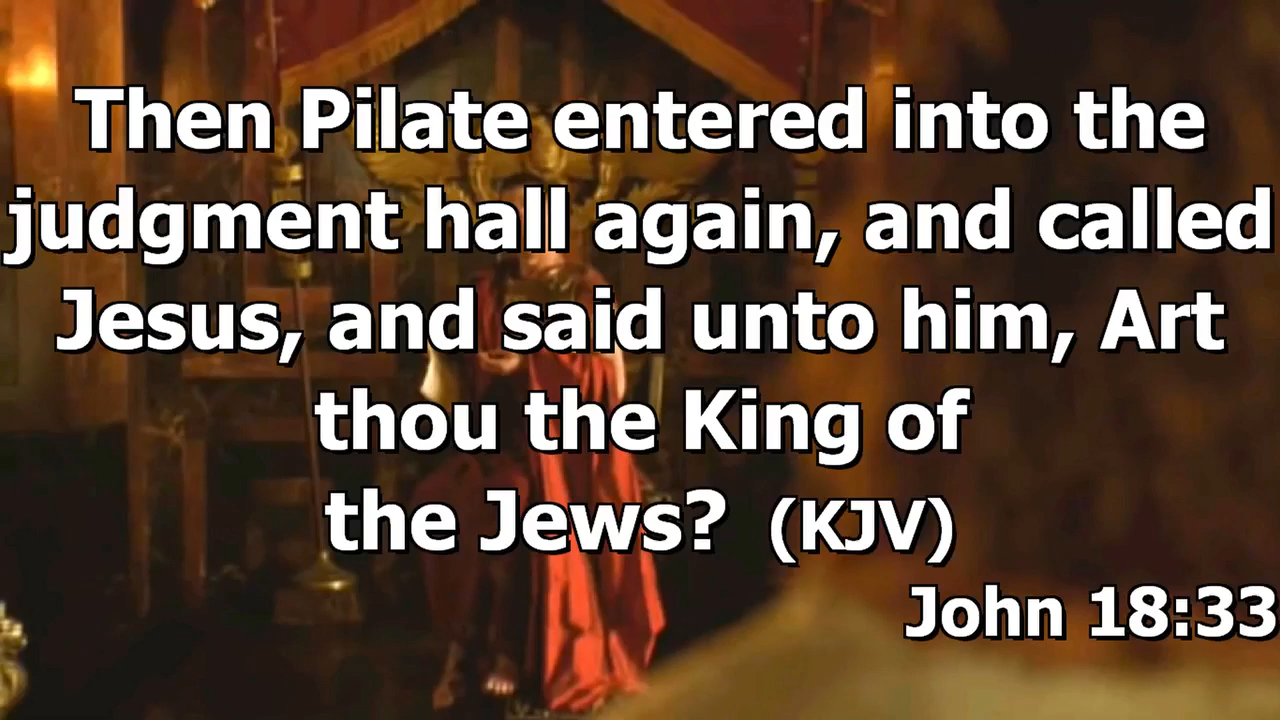 Then Pilate entered into the
judgment hall again, and called
Jesus, and said unto him, Art
thou the King of
the Jews? (KJV)
John 18:33